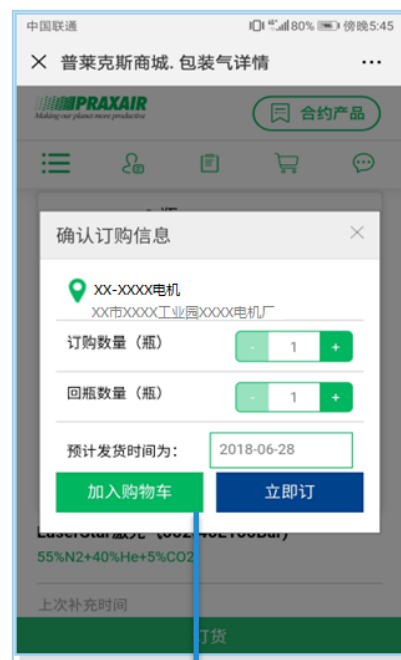 中国联通
80%
傍晚5:45
普莱克斯商城. 包装气详情
PRAXAIR
Making our planet more productive
合约产品
确认订购信息
XX-XXXX电机
XX市XXXX工业园XXXX电机厂
订购数量（瓶）
- 1 +
回瓶数量（瓶）
- 1 +
预计发货时间为：
2018-06-28
加入购物车
立即订
55%N2+40%He+5%CO2
上次补充时间
订货